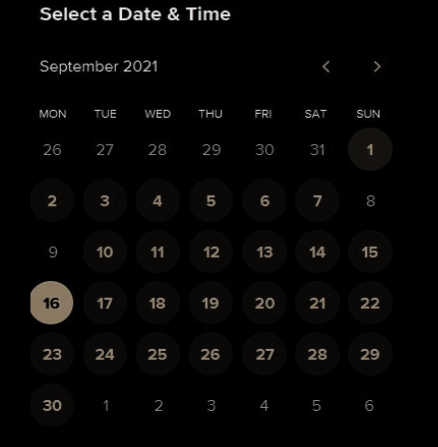 Select a Date & Time
September 2021
MON TUE WED THU FRI SAT SUN
26 27 28 29 30 31 1
2 3 4 5 6 7 8
9 10 11 12 13 14 15
16 17 18 19 20 21 22
23 24 25 26 27 28 29
30 1 2 3 4 5 6